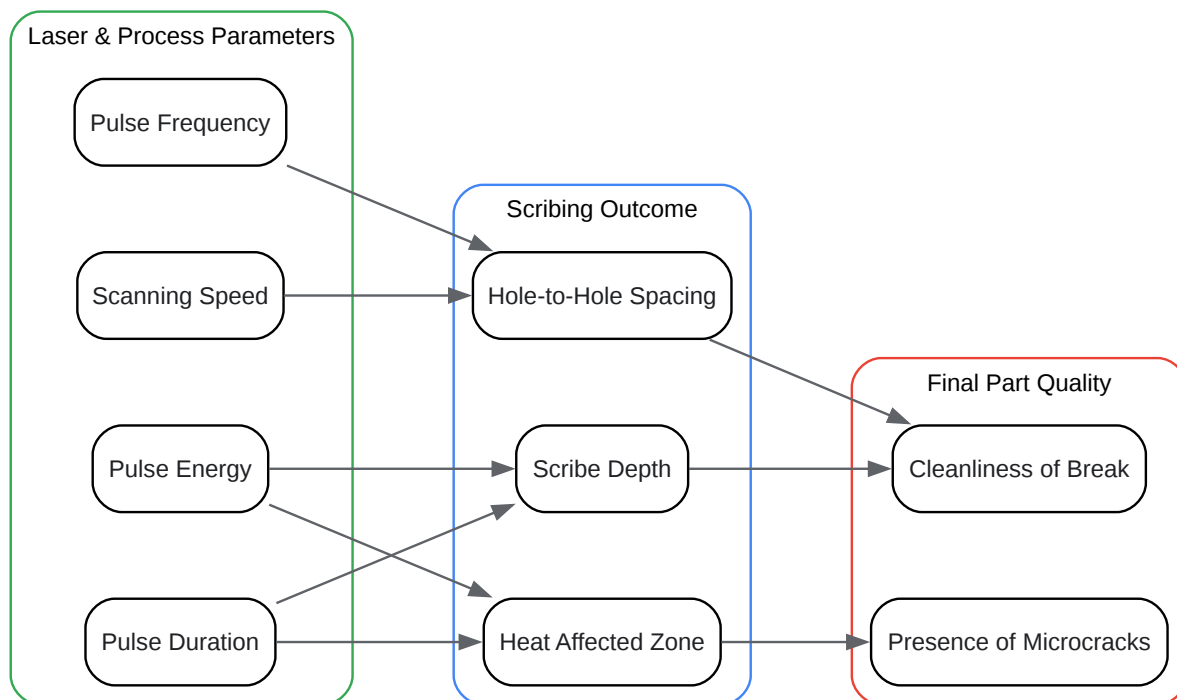 Laser & Process Parameters
Pulse Frequency
Scanning Speed
Pulse Energy
Pulse Duration
Scribing Outcome
Hole-to-Hole Spacing
Scribe Depth
Heat Affected Zone
Final Part Quality
Cleanliness of Break
Presence of Microcracks